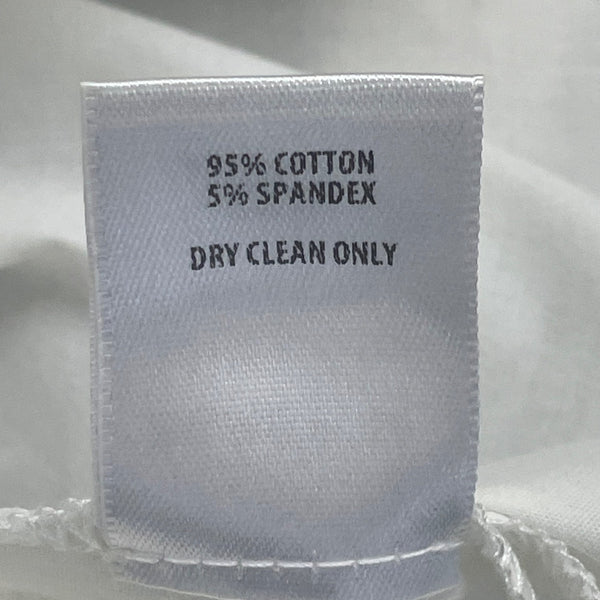 95% COTTON
5% SPANDEX
DRY CLEAN ONLY